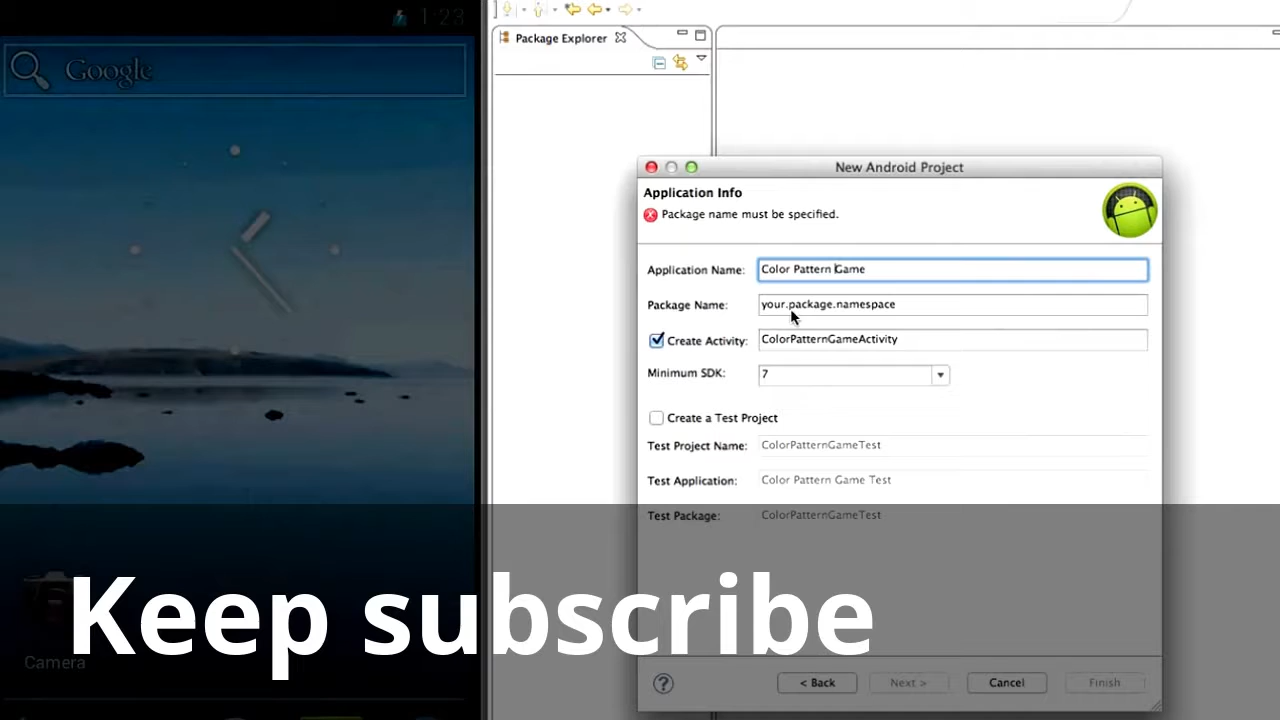 1:23
Google
Package Explorer
New Android Project
Application Info
Package name must be specified.
Application Name: Color Pattern Game
Package Name: your.package.namespace
Create Activity: ColorPatternGameActivity
Minimum SDK: 7
Create a Test Project
Test Project Name: ColorPatternGameTest
Test Application: Color Pattern Game Test
Test Package: ColorPatternGameTest
Keep subscribe
Camera
? < Back Next > Cancel Finish